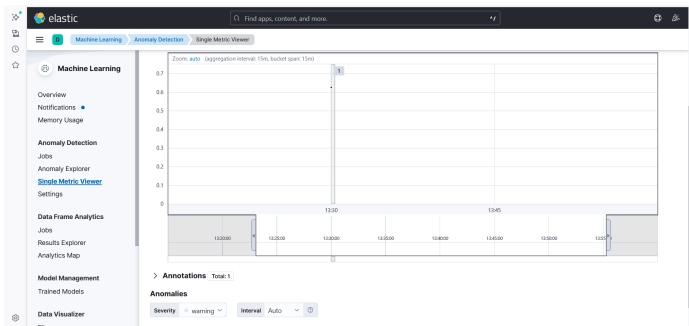 elastic
Find apps, content, and more.
^/
D Machine Learning Anomaly Detection Single Metric Viewer
Machine Learning
Overview
Notifications
Memory Usage
Anomaly Detection
Jobs
Anomaly Explorer
Single Metric Viewer
Settings
Data Frame Analytics
Jobs
Results Explorer
Analytics Map
Model Management
Trained Models
Data Visualizer
Zoom: auto (aggregation interval: 15m, bucket span: 15m)
1
0.7
0.6
0.5
0.4
0.3
0.2
0.1
0
13:30 13:45
13:20:00 13:25:00 13:30:00 13:35:00 13:40:00 13:45:00 13:50:00 13:55
Annotations Total: 1
Anomalies
Severity warning Interval Auto